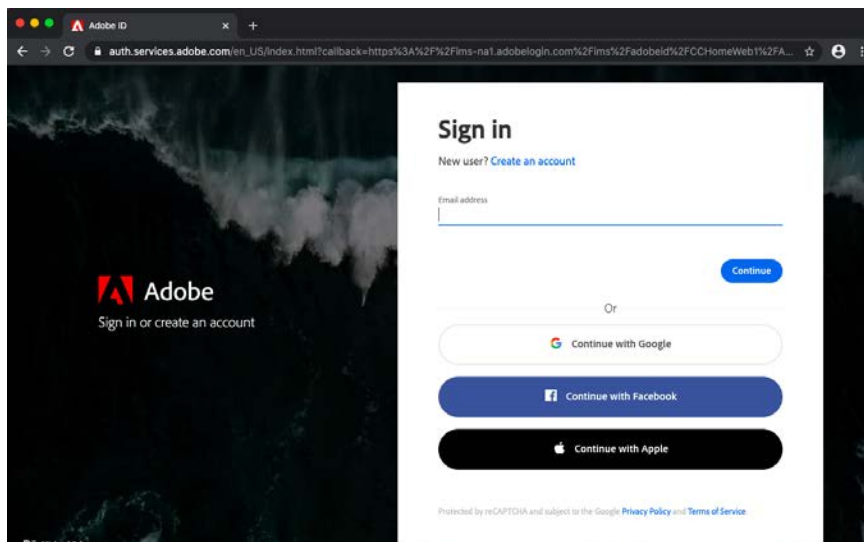 Adobe ID
auth.services.adobe.com/en_US/index.html?callback=https%3A%2F%2Fims-na1.adobelogin.com%2Fims%2Fadobeid%2FCCHomeWeb1%2FA...
Sign in
New user? Create an account
Email address
Continue
Adobe
Sign in or create an account
Or
Continue with Google
Continue with Facebook
Continue with Apple
Protected by reCAPTCHA and subject to the Google Privacy Policy and Terms of Service